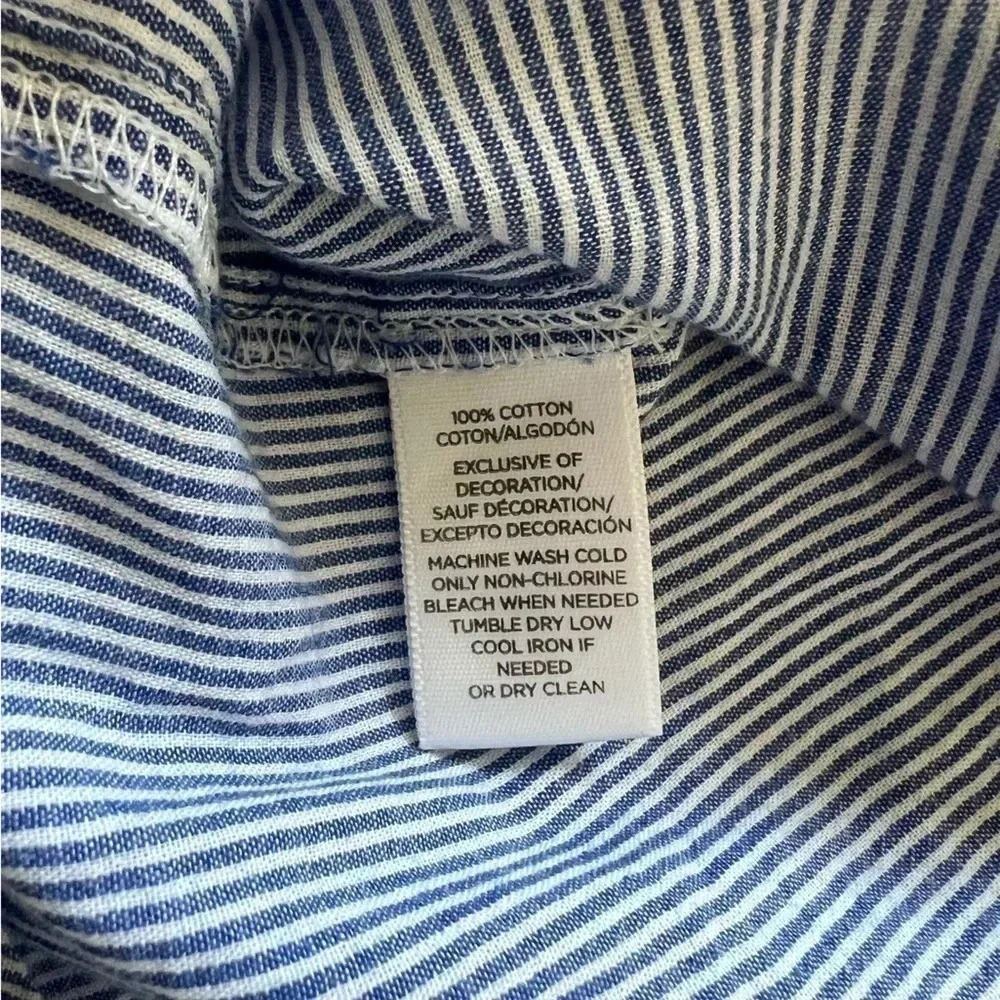 100% COTTON
COTON/ALGODÓN
EXCLUSIVE OF
DECORATION/
SAUF DÉCORATION/
EXCEPTO DECORACIÓN
MACHINE WASH COLD
ONLY NON-CHLORINE
BLEACH WHEN NEEDED
TUMBLE DRY LOW
COOL IRON IF
NEEDED
OR DRY CLEAN